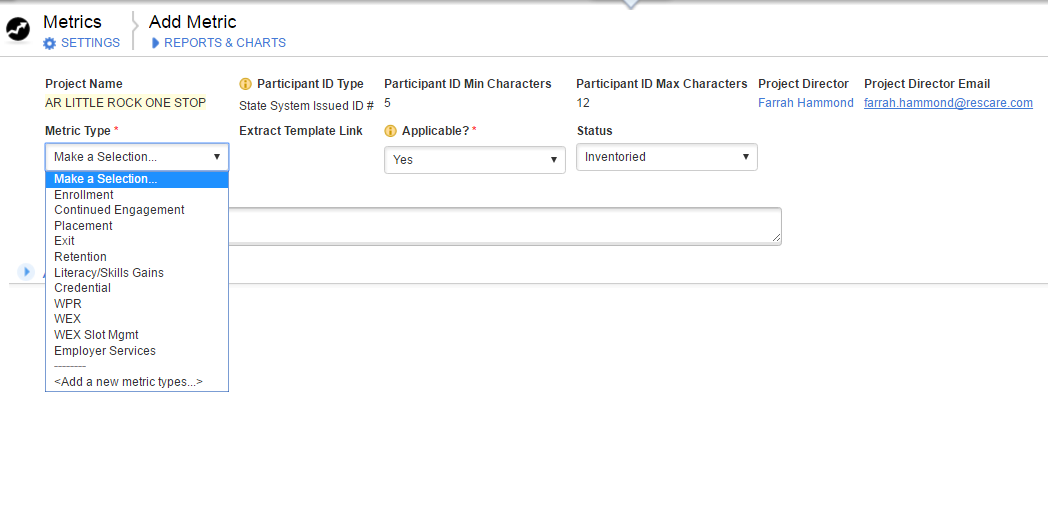 Metrics
Add Metric
SETTINGS
REPORTS & CHARTS
Project Name
Participant ID Type
Participant ID Min Characters
Participant ID Max Characters
Project Director
Project Director Email
AR LITTLE ROCK ONE STOP
State System Issued ID #
5
12
Farrah Hammond
farrah.hammond@rescare.com
Metric Type *
Extract Template Link
Applicable? *
Status
Make a Selection...
Yes
Inventoried
Make a Selection...
Enrollment
Continued Engagement
Placement
Exit
Retention
Literacy/Skills Gains
Credential
WPR
WEX
WEX Slot Mgmt
Employer Services
--------
<Add a new metric types...>